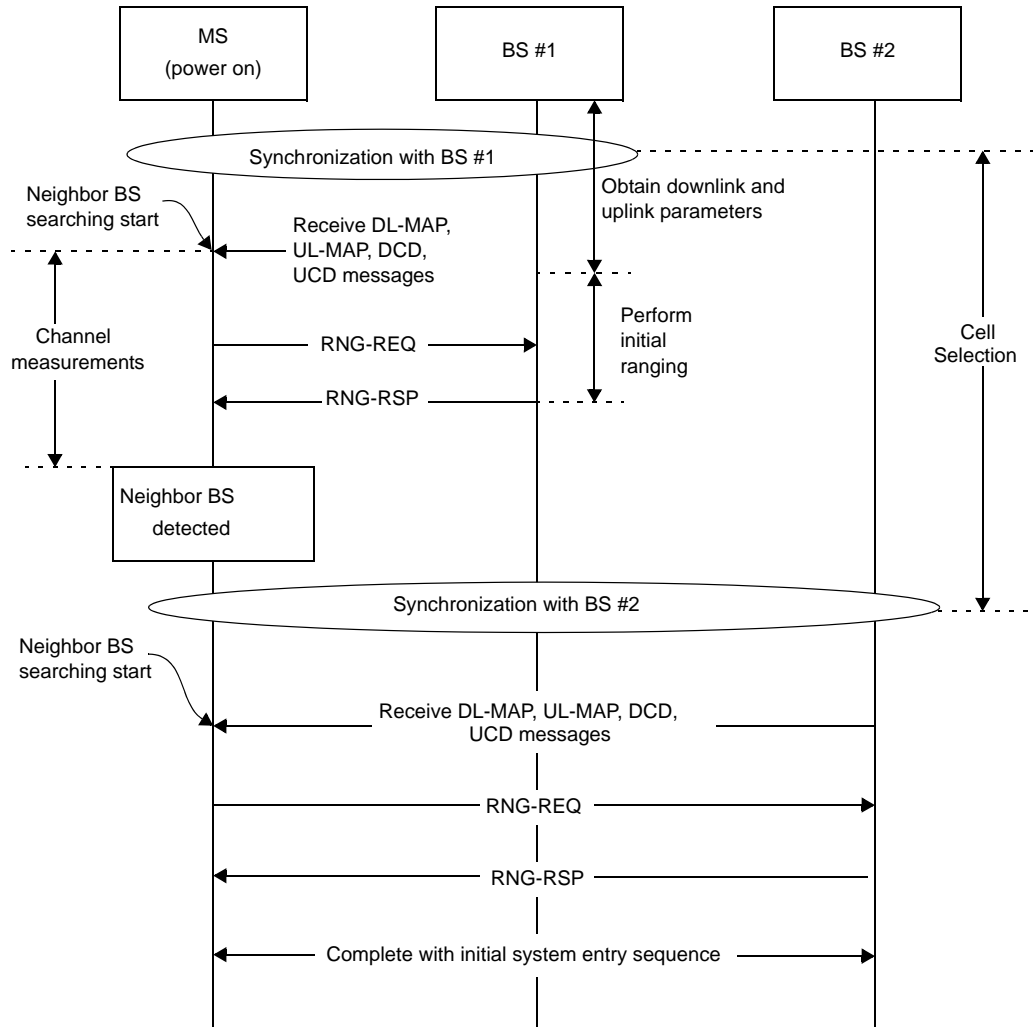 MS
(power on)
BS #1
BS #2
Synchronization with BS #1
Neighbor BS
searching start
Obtain downlink and
uplink parameters
Receive DL-MAP,
UL-MAP, DCD,
UCD messages
Channel
measurements
RNG-REQ
Perform
initial
ranging
Cell
Selection
RNG-RSP
Neighbor BS
detected
Synchronization with BS #2
Neighbor BS
searching start
Receive DL-MAP, UL-MAP, DCD,
UCD messages
RNG-REQ
RNG-RSP
Complete with initial system entry sequence